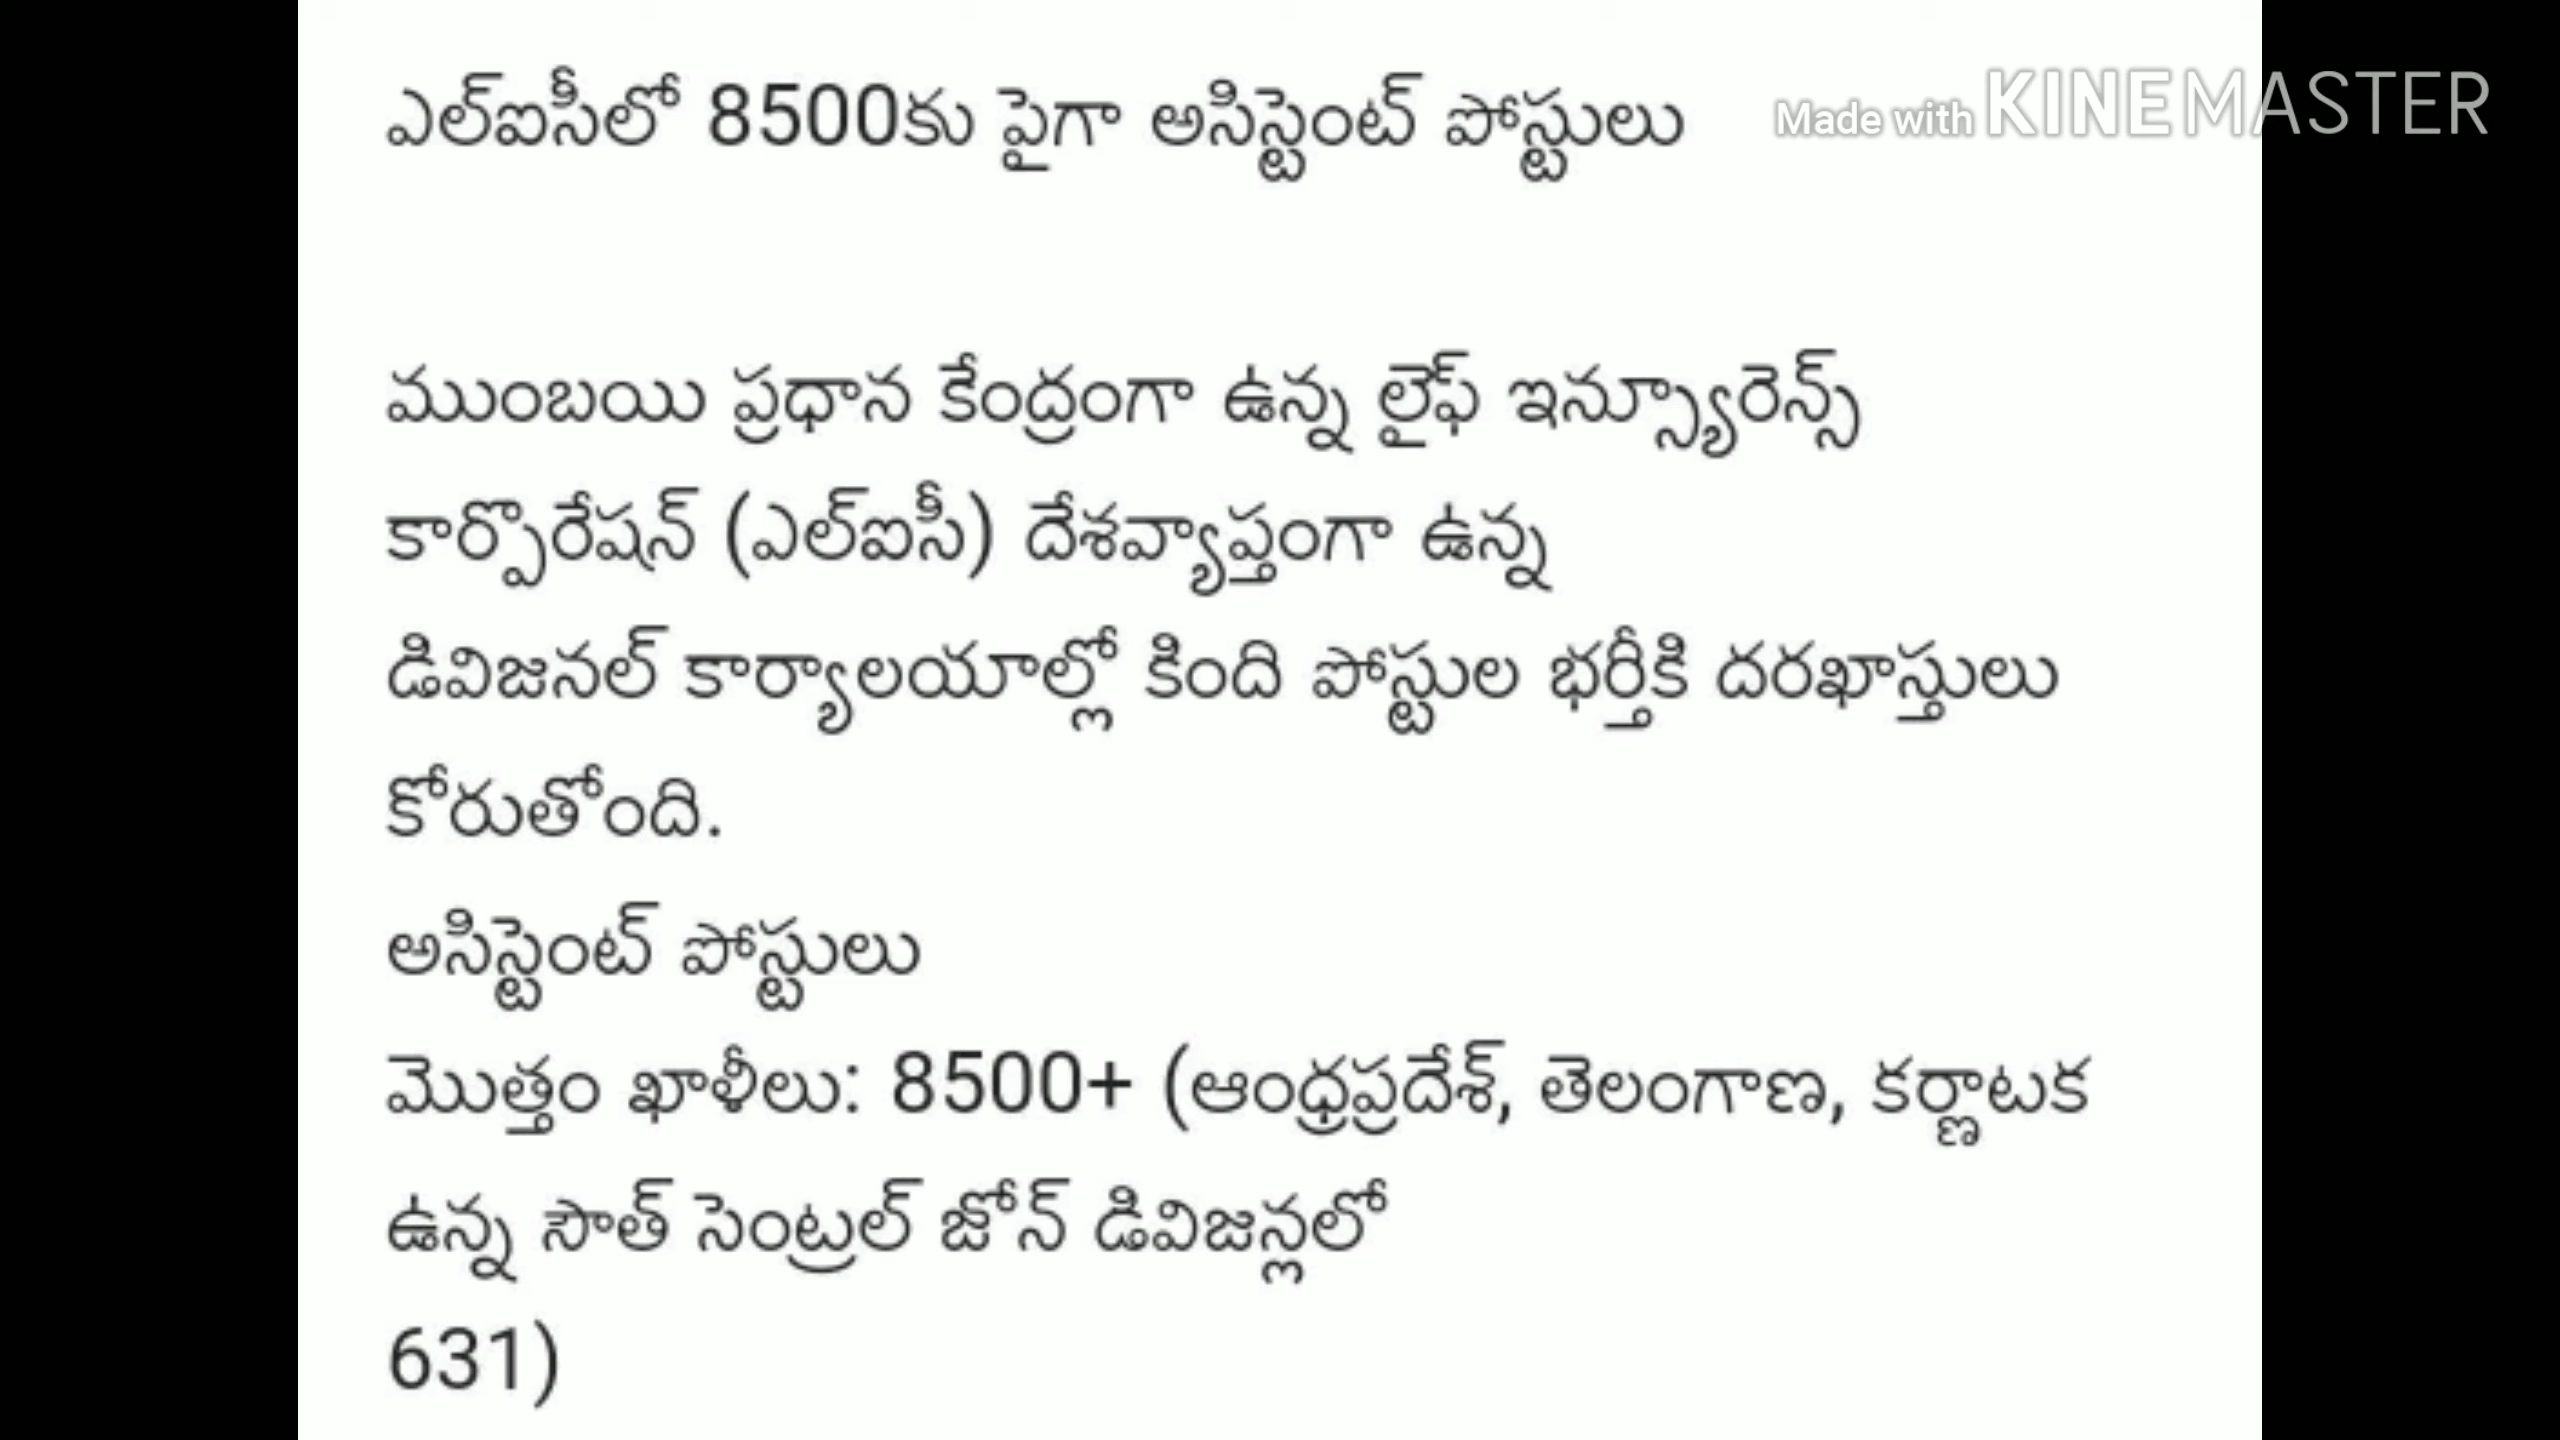 ఎల్ఐసీలో 8500కు పైగా అసిస్టెంట్ పోస్టులు
Made with KINEMASTER
ముంబయి ప్రధాన కేంద్రంగా ఉన్న లైఫ్ ఇన్స్యూరెన్స్
కార్పొరేషన్ (ఎల్ఐసీ) దేశవ్యాప్తంగా ఉన్న
డివిజనల్ కార్యాలయాల్లో కింది పోస్టుల భర్తీకి దరఖాస్తులు
కోరుతోంది.
అసిస్టెంట్ పోస్టులు
మొత్తం ఖాళీలు: 8500+ (ఆంధ్రప్రదేశ్, తెలంగాణ, కర్ణాటక
ఉన్న సౌత్ సెంట్రల్ జోన్ డివిజన్లలో
631)